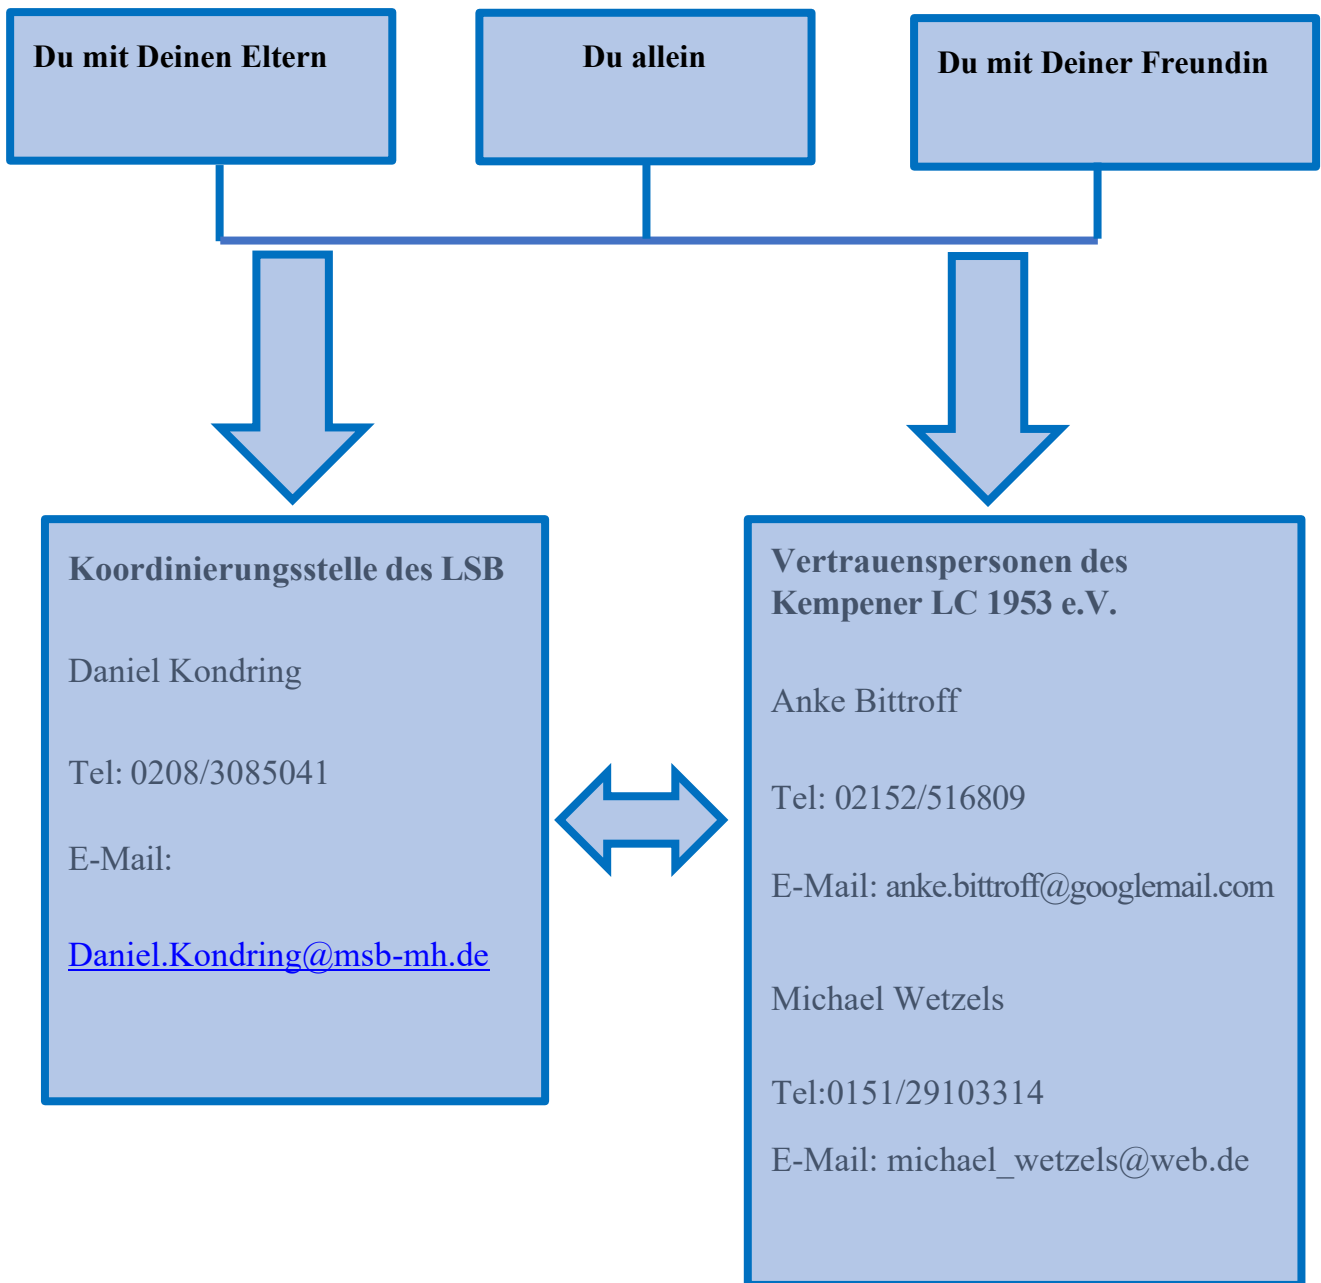 Du mit Deinen Eltern
Du allein
Du mit Deiner Freundin
Koordinierungsstelle des LSB
Daniel Kondring
Tel: 0208/3085041
E-Mail:
Daniel.Kondring@msb-mh.de
Vertrauenspersonen des
Kempener LC 1953 e.V.
Anke Bittroff
Tel: 02152/516809
E-Mail: anke.bittroff@googlemail.com
Michael Wetzels
Tel:0151/29103314
E-Mail: michael_wetzels@web.de